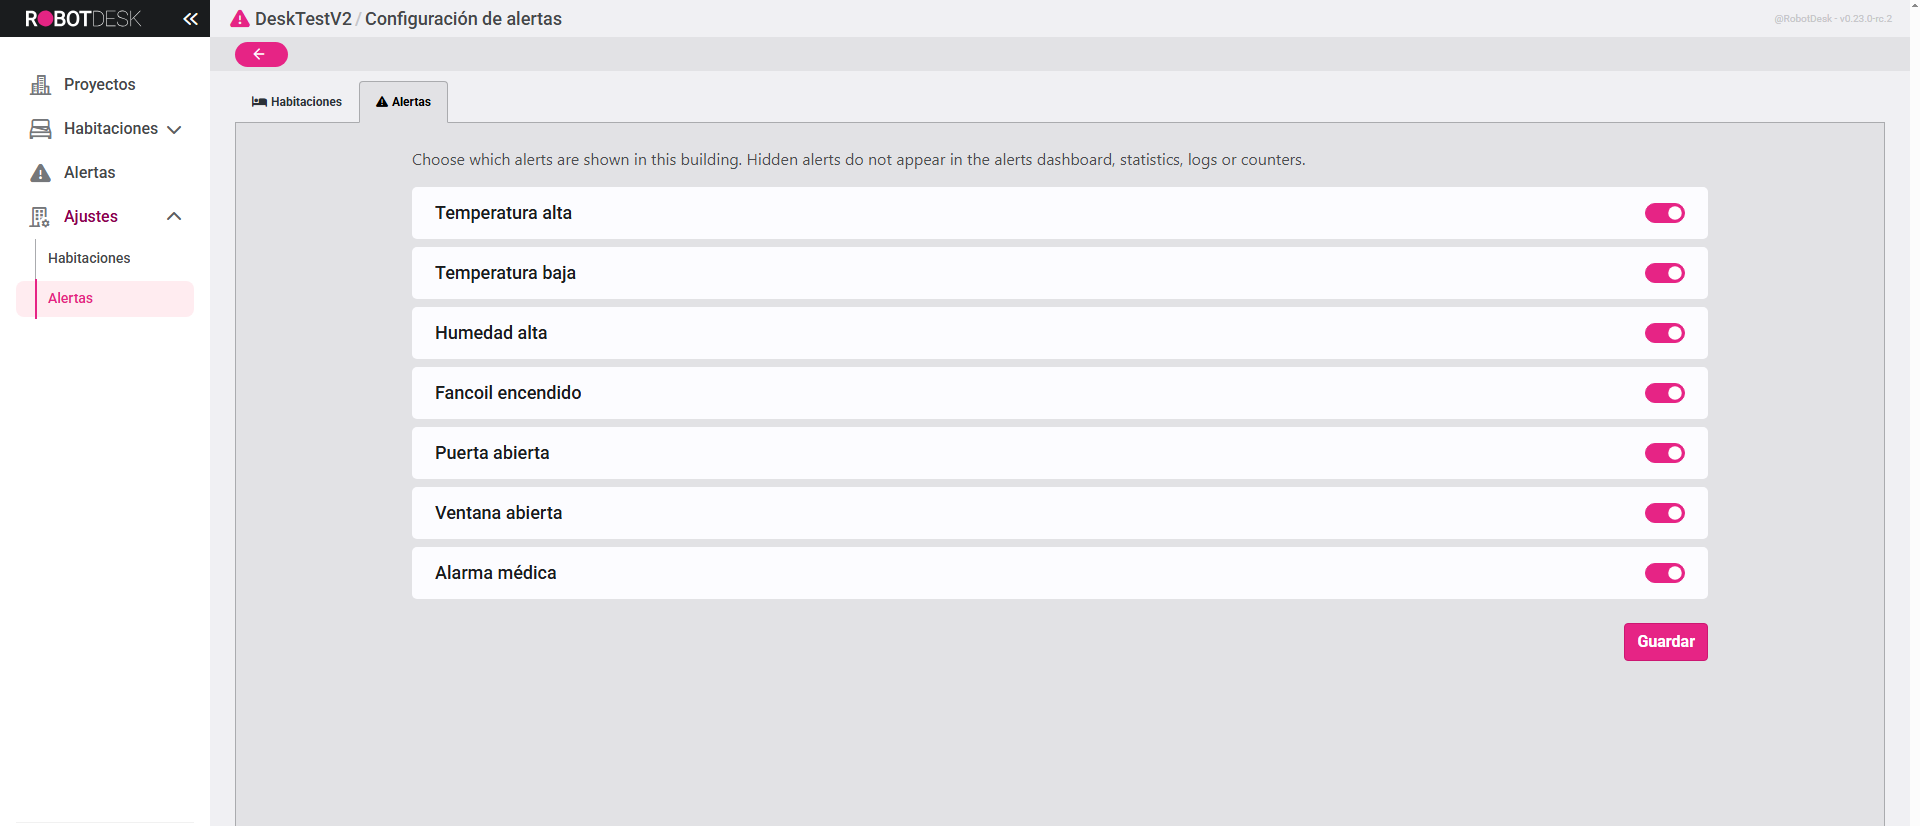 ROBOTDESK
DeskTestV2 / Configuración de alertas
@RobotDesk - v0.23.0-rc.2
Proyectos
Habitaciones
Alertas
Ajustes
Habitaciones
Alertas
Habitaciones
Alertas
Choose which alerts are shown in this building. Hidden alerts do not appear in the alerts dashboard, statistics, logs or counters.
Temperatura alta
Temperatura baja
Humedad alta
Fancoil encendido
Puerta abierta
Ventana abierta
Alarma médica
Guardar